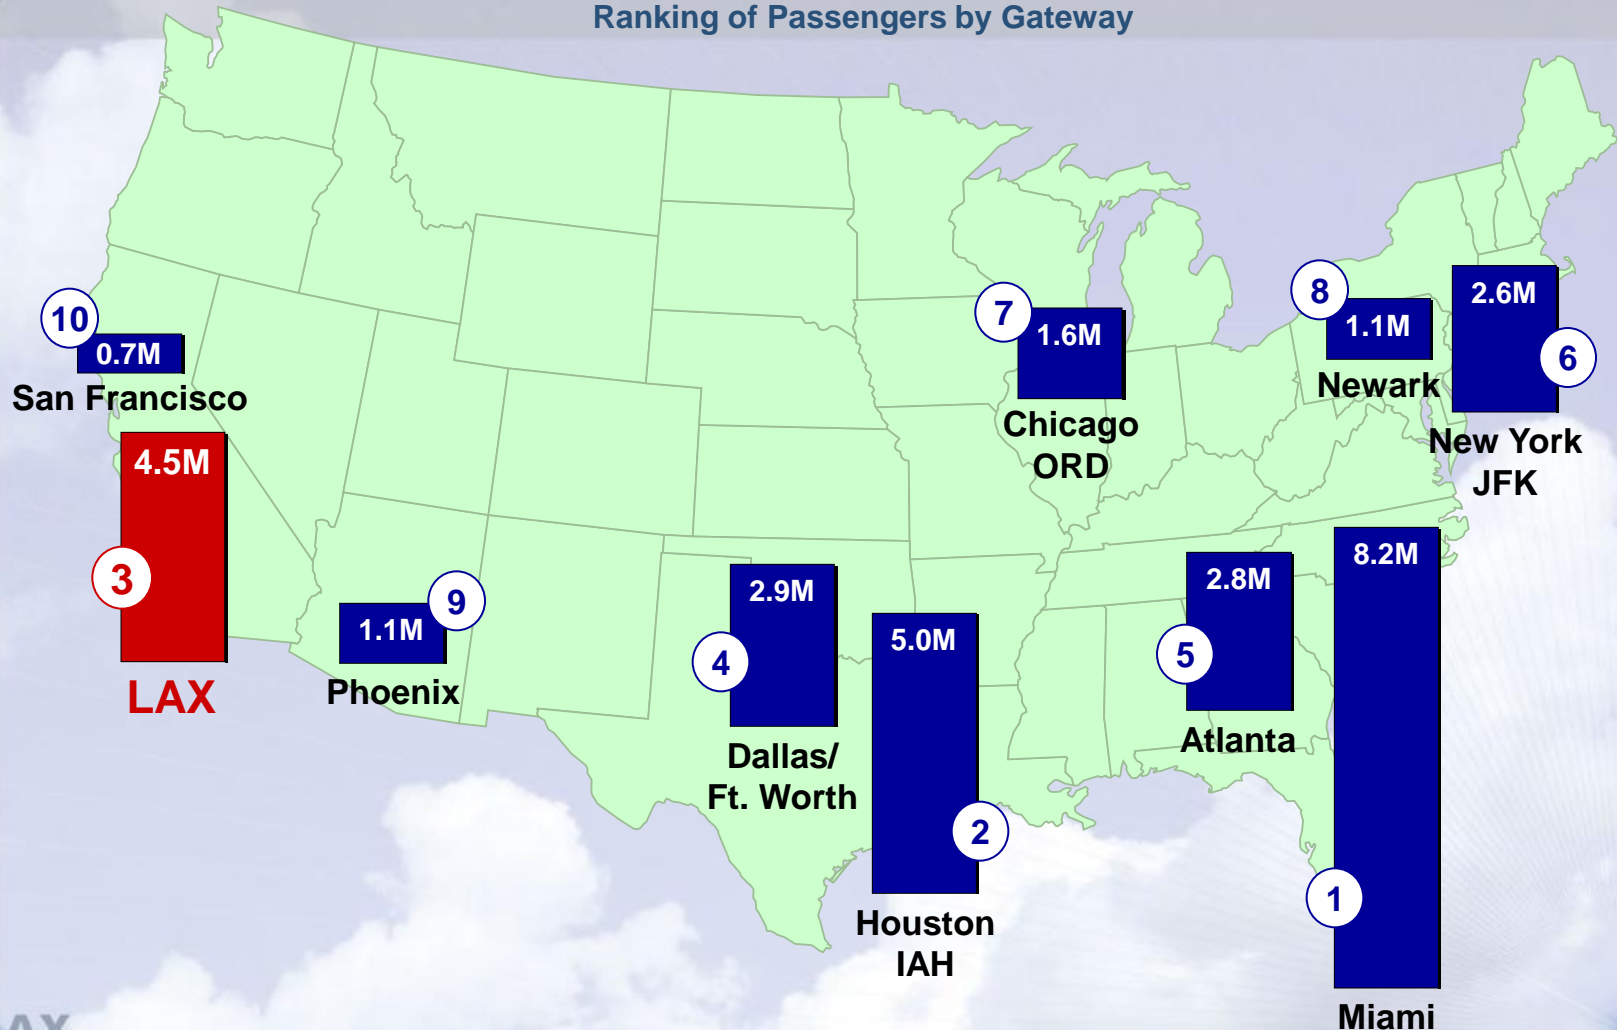 Ranking of Passengers by Gateway
10
0.7M
San Francisco
4.5M
3
LAX
9
1.1M
Phoenix
2.9M
4
Dallas/
Ft. Worth
5.0M
2
Houston
IAH
7
1.6M
Chicago
ORD
8
1.1M
Newark
2.6M
6
New York
JFK
2.8M
5
Atlanta
8.2M
1
Miami